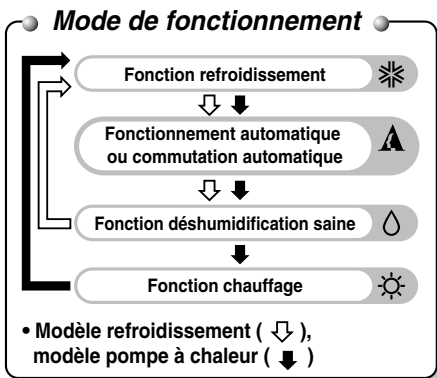 Mode de fonctionnement
Fonction refroidissement
Fonctionnement automatique
ou commutation automatique
Fonction déshumidification saine
Fonction chauffage
• Modèle refroidissement ( ⇩ ),
modèle pompe à chaleur ( 🡇 )